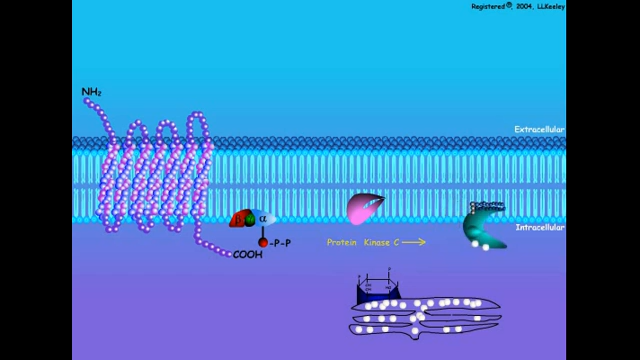 Registered ®, 2004, LLKeeley
NH₂
Extracellular
α
Intracellular
-P-P
Protein Kinase C
COOH